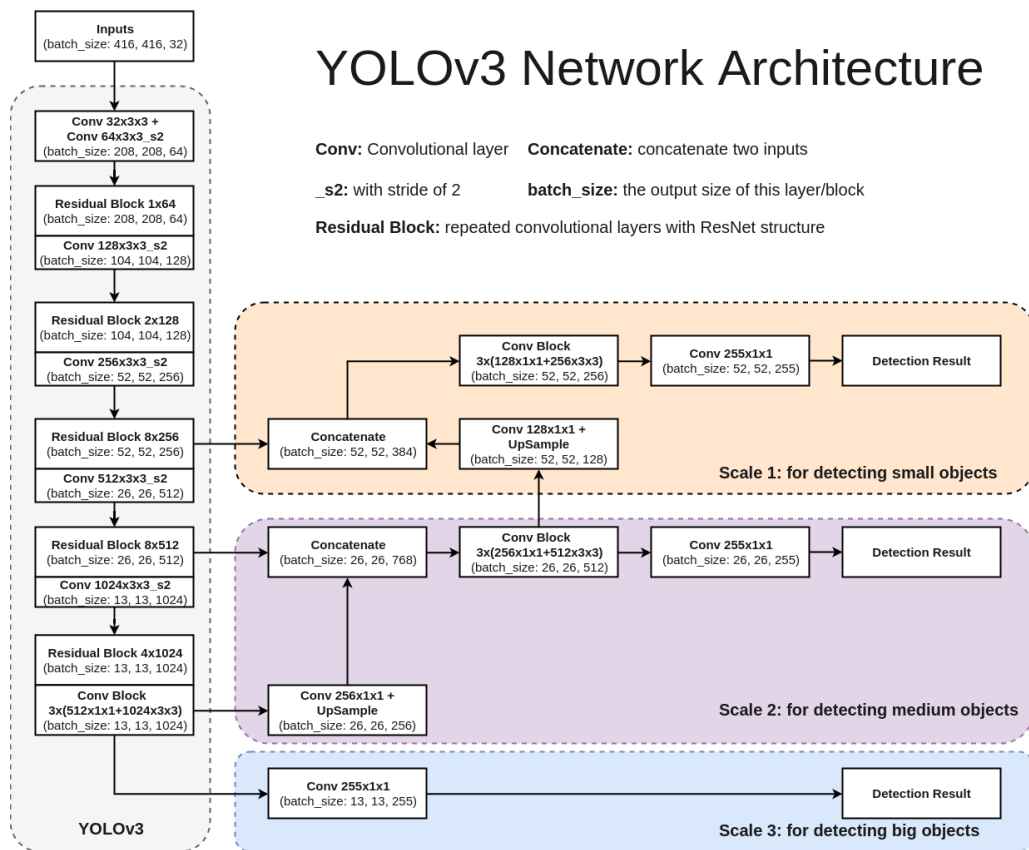 YOLOv3 Network Architecture
Conv: Convolutional layer
Concatenate: concatenate two inputs
_s2: with stride of 2
batch_size: the output size of this layer/block
Residual Block: repeated convolutional layers with ResNet structure
Inputs
(batch_size: 416, 416, 32)
Conv 32x3x3 +
Conv 64x3x3_s2
(batch_size: 208, 208, 64)
Residual Block 1x64
(batch_size: 208, 208, 64)
Conv 128x3x3_s2
(batch_size: 104, 104, 128)
Residual Block 2x128
(batch_size: 104, 104, 128)
Conv 256x3x3_s2
(batch_size: 52, 52, 256)
Residual Block 8x256
(batch_size: 52, 52, 256)
Conv 512x3x3_s2
(batch_size: 26, 26, 512)
Residual Block 8x512
(batch_size: 26, 26, 512)
Conv 1024x3x3_s2
(batch_size: 13, 13, 1024)
Residual Block 4x1024
(batch_size: 13, 13, 1024)
Conv Block
3x(512x1x1+1024x3x3)
(batch_size: 13, 13, 1024)
YOLOv3
Conv Block
3x(128x1x1+256x3x3)
(batch_size: 52, 52, 256)
Conv 255x1x1
(batch_size: 52, 52, 255)
Detection Result
Concatenate
(batch_size: 52, 52, 384)
Conv 128x1x1 +
UpSample
(batch_size: 52, 52, 128)
Scale 1: for detecting small objects
Concatenate
(batch_size: 26, 26, 768)
Conv Block
3x(256x1x1+512x3x3)
(batch_size: 26, 26, 512)
Conv 255x1x1
(batch_size: 26, 26, 255)
Detection Result
Conv 256x1x1 +
UpSample
(batch_size: 26, 26, 256)
Scale 2: for detecting medium objects
Conv 255x1x1
(batch_size: 13, 13, 255)
Detection Result
Scale 3: for detecting big objects